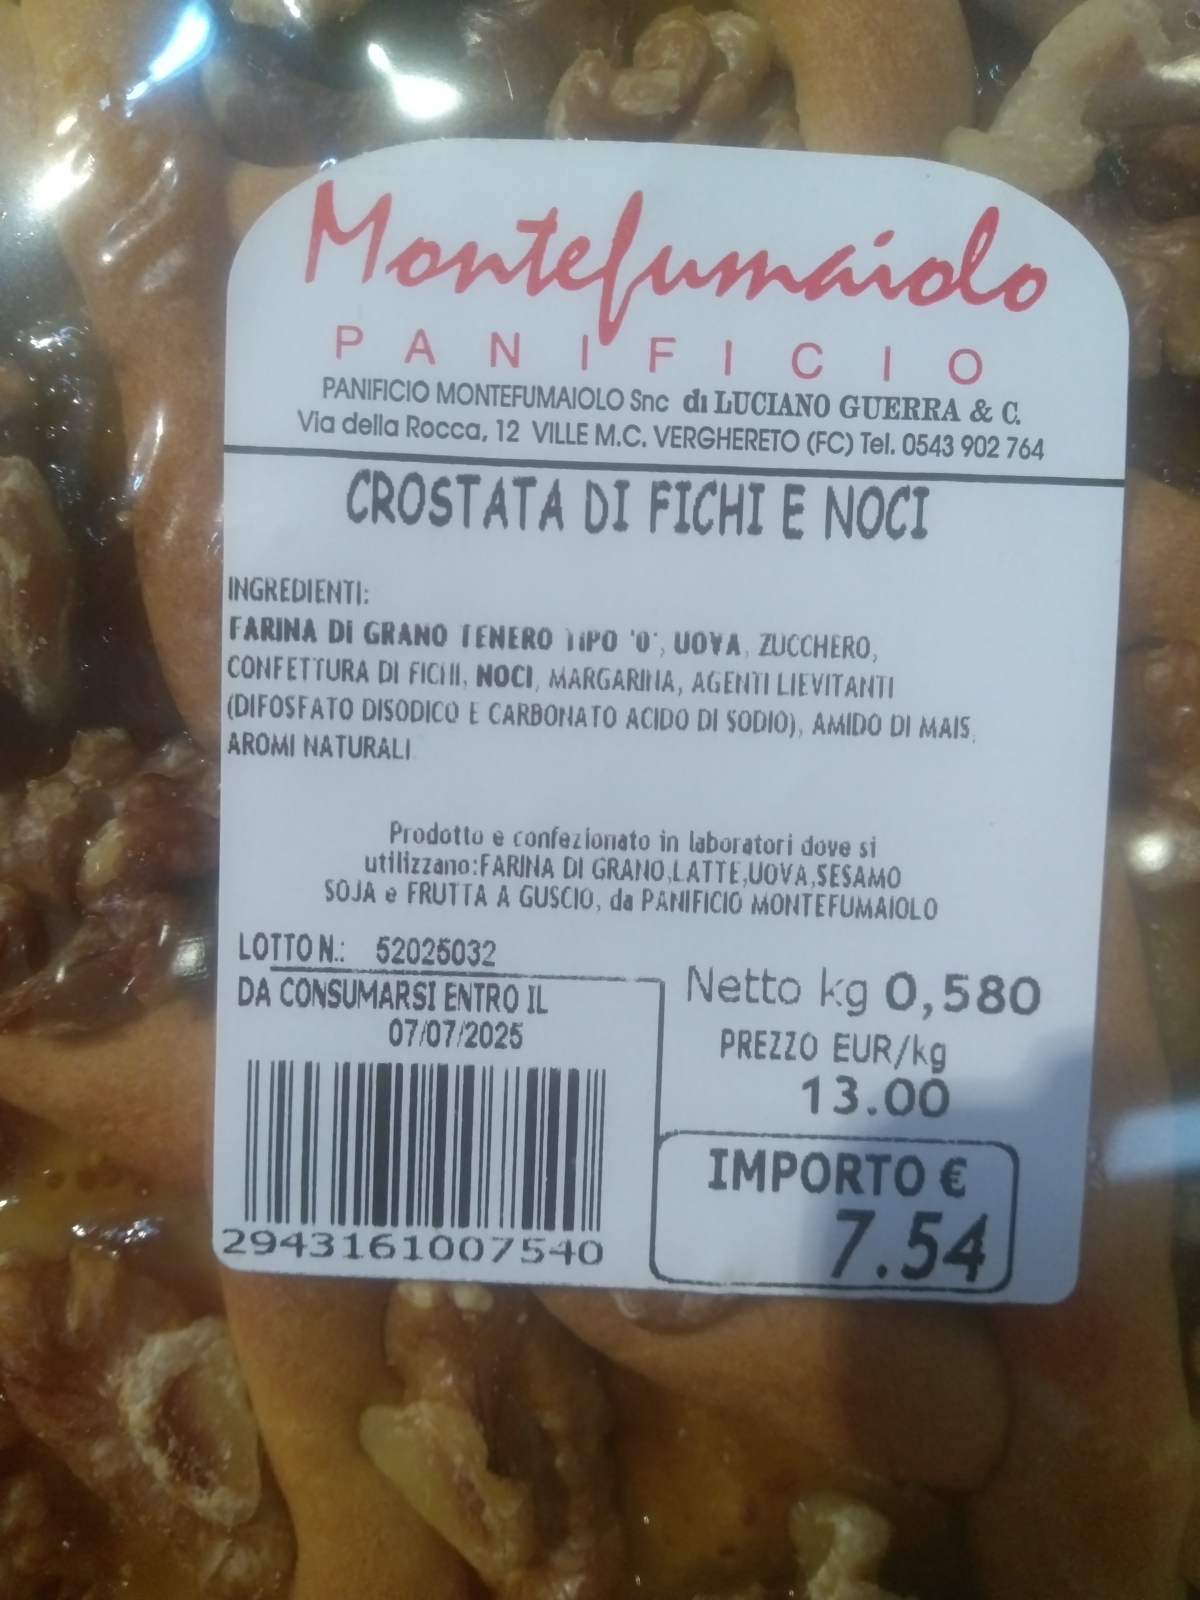 Montefumaiolo
PANIFICIO
PANIFICIO MONTEFUMAIOLO Snc di LUCIANO GUERRA & C.
Via della Rocca, 12 VILLE M.C. VERGHERETO (FC) Tel. 0543 902 764
CROSTATA DI FICHI E NOCI
INGREDIENTI:
FARINA DI GRANO TENERO TIPO '0', UOVA, ZUCCHERO,
CONFETTURA DI FICHI, NOCI, MARGARINA, AGENTI LIEVITANTI
(DIFOSFATO DISODICO E CARBONATO ACIDO DI SODIO), AMIDO DI MAIS,
AROMI NATURALI.
Prodotto e confezionato in laboratori dove si
utilizzano:FARINA DI GRANO,LATTE,UOVA,SESAMO
SOJA e FRUTTA A GUSCIO, da PANIFICIO MONTEFUMAIOLO
LOTTO N.: 52025032
DA CONSUMARSI ENTRO IL
07/07/2025
2943161007540
Netto kg 0,580
PREZZO EUR/kg
13.00
IMPORTO €
7.54